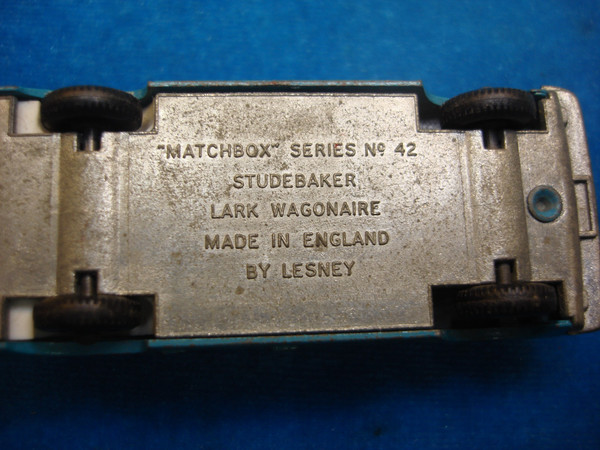 "MATCHBOX" SERIES Nº 42
STUDEBAKER
LARK WAGONAIRE
MADE IN ENGLAND
BY LESNEY